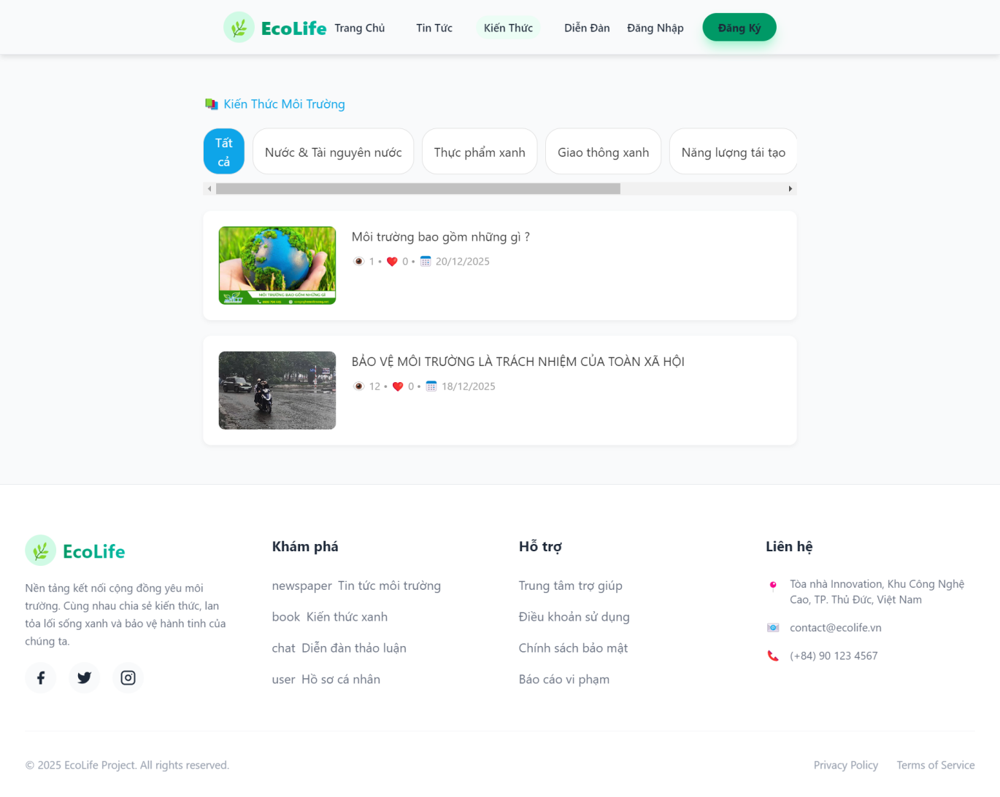 EcoLife
Trang Chủ
Tin Tức
Kiến Thức
Diễn Đàn
Đăng Nhập
Đăng Ký
Kiến Thức Môi Trường
Tất
cả
Nước & Tài nguyên nước
Thực phẩm xanh
Giao thông xanh
Năng lượng tái tạo
MÔI TRƯỜNG BAO GỒM NHỮNG GÌ
Môi trường bao gồm những gì ?
1 • 0 • 20/12/2025
BẢO VỆ MÔI TRƯỜNG LÀ TRÁCH NHIỆM CỦA TOÀN XÃ HỘI
12 • 0 • 18/12/2025
EcoLife
Nền tảng kết nối cộng đồng yêu môi
trường. Cùng nhau chia sẻ kiến thức, lan
tỏa lối sống xanh và bảo vệ hành tinh của
chúng ta.
Khám phá
newspaper Tin tức môi trường
book Kiến thức xanh
chat Diễn đàn thảo luận
user Hồ sơ cá nhân
Hỗ trợ
Trung tâm trợ giúp
Điều khoản sử dụng
Chính sách bảo mật
Báo cáo vi phạm
Liên hệ
Tòa nhà Innovation, Khu Công Nghệ
Cao, TP. Thủ Đức, Việt Nam
contact@ecolife.vn
(+84) 90 123 4567
© 2025 EcoLife Project. All rights reserved.
Privacy Policy
Terms of Service